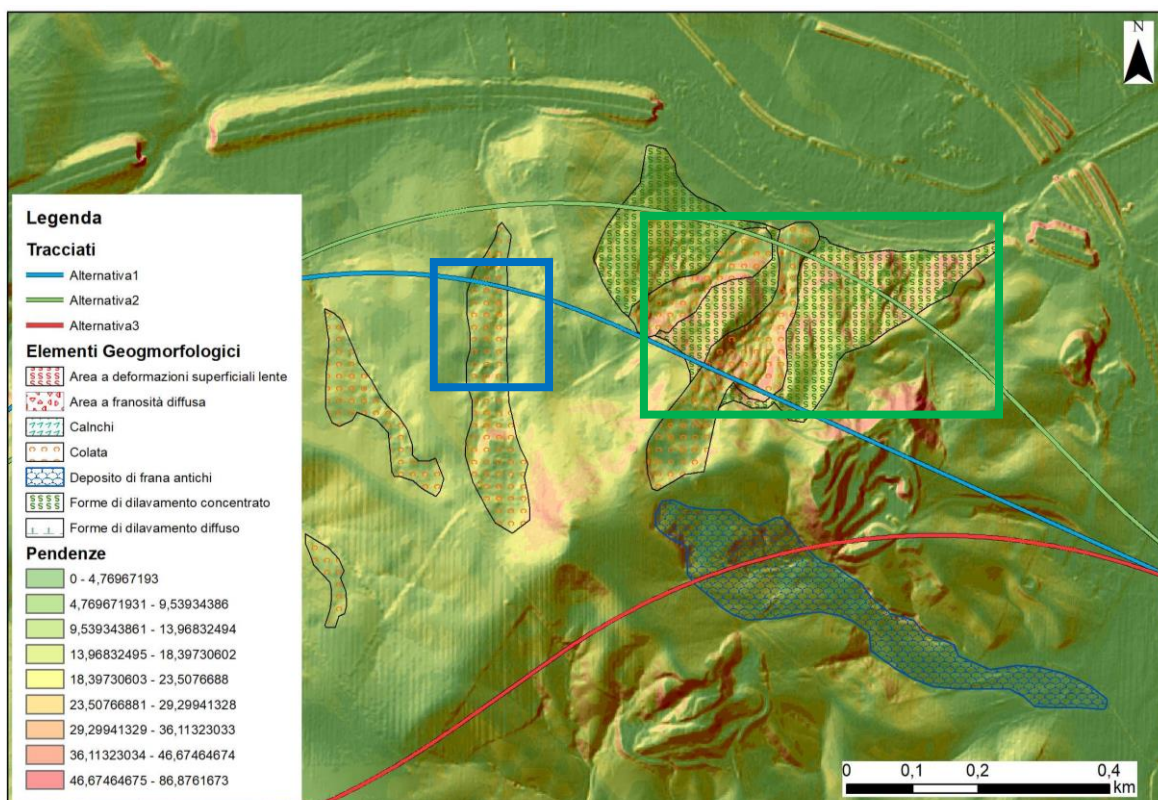 N
Legenda
Tracciati
Alternativa1
Alternativa2
Alternativa3
Elementi Geogmorfologici
Area a deformazioni superficiali lente
Area a franosità diffusa
Calnchi
Colata
Deposito di frana antichi
Forme di dilavamento concentrato
Forme di dilavamento diffuso
Pendenze
0 - 4,76967193
4,769671931 - 9,53934386
9,539343861 - 13,96832494
13,96832495 - 18,39730602
18,39730603 - 23,5076688
23,50766881 - 29,29941328
29,29941329 - 36,11323033
36,11323034 - 46,67464674
46,67464675 - 86,8761673
0 0,1 0,2 0,4
km